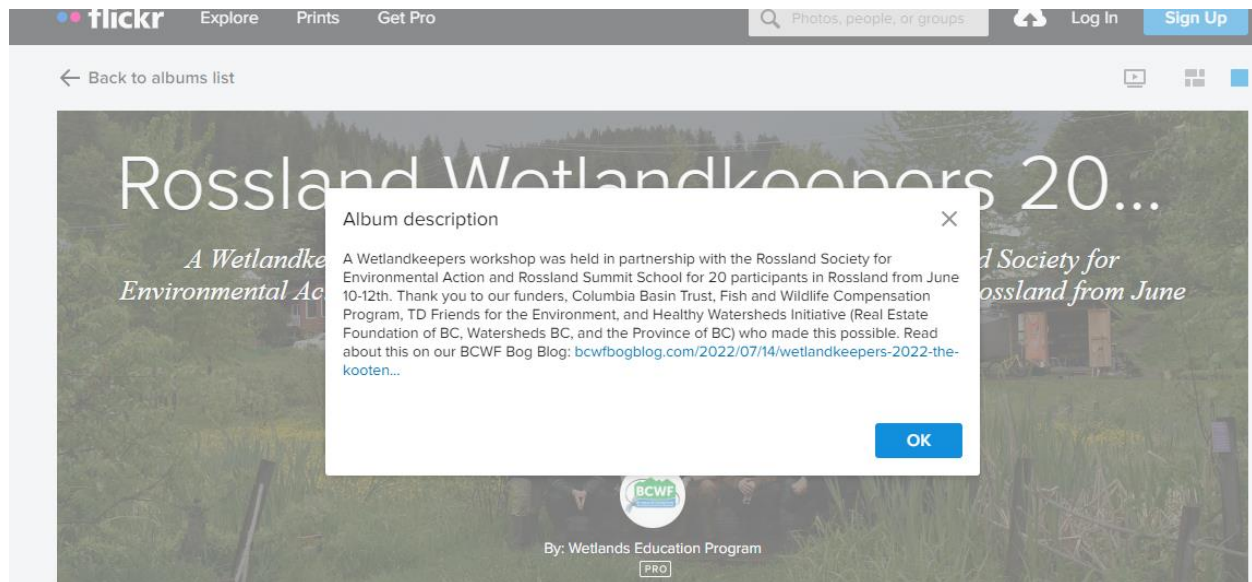 flickr Explore Prints Get Pro Photos, people, or groups Log In Sign Up
Back to albums list
Rossland Wetlandkeepers 20...
Album description
A Wetlandke
d Society for
Environmental Ac
ossland from June
A Wetlandkeepers workshop was held in partnership with the Rossland Society for
Environmental Action and Rossland Summit School for 20 participants in Rossland from June
10-12th. Thank you to our funders, Columbia Basin Trust, Fish and Wildlife Compensation
Program, TD Friends for the Environment, and Healthy Watersheds Initiative (Real Estate
Foundation of BC, Watersheds BC, and the Province of BC) who made this possible. Read
about this on our BCWF Bog Blog: bcwfbogblog.com/2022/07/14/wetlandkeepers-2022-the-
kooten...
OK
BCWF
By: Wetlands Education Program
PRO